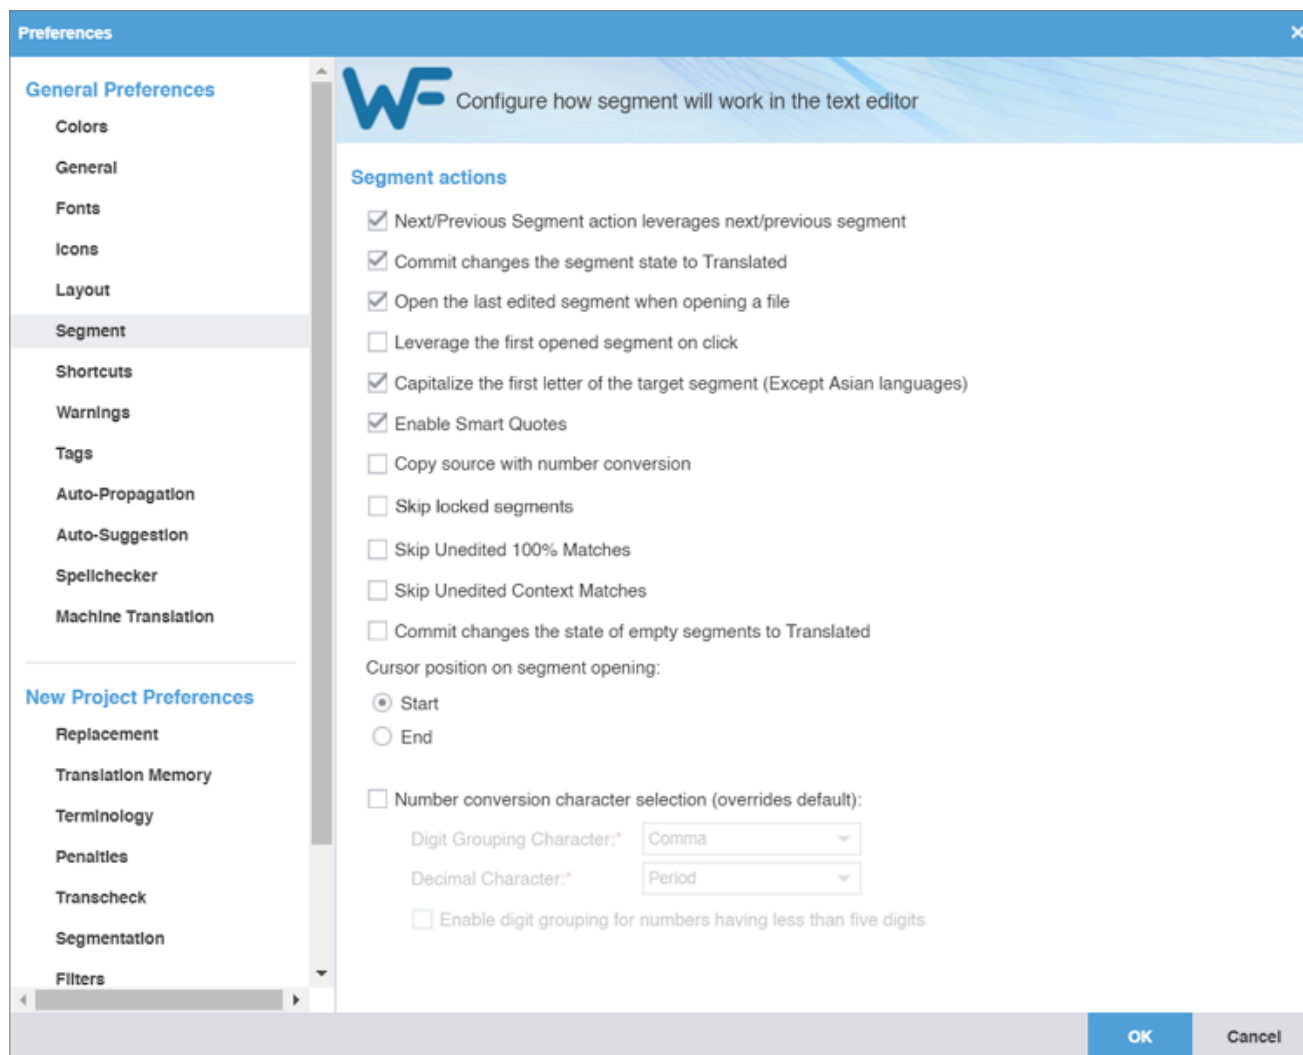 Preferences
General Preferences
Colors
General
Fonts
Icons
Layout
Segment
Shortcuts
Warnings
Tags
Auto-Propagation
Auto-Suggestion
Spellchecker
Machine Translation
New Project Preferences
Replacement
Translation Memory
Terminology
Penalties
Transcheck
Segmentation
Filters
WF Configure how segment will work in the text editor
Segment actions
Next/Previous Segment action leverages next/previous segment
Commit changes the segment state to Translated
Open the last edited segment when opening a file
Leverage the first opened segment on click
Capitalize the first letter of the target segment (Except Asian languages)
Enable Smart Quotes
Copy source with number conversion
Skip locked segments
Skip Unedited 100% Matches
Skip Unedited Context Matches
Commit changes the state of empty segments to Translated
Cursor position on segment opening:
Start
End
Number conversion character selection (overrides default):
Digit Grouping Character:* Comma
Decimal Character:* Period
Enable digit grouping for numbers having less than five digits
OK Cancel